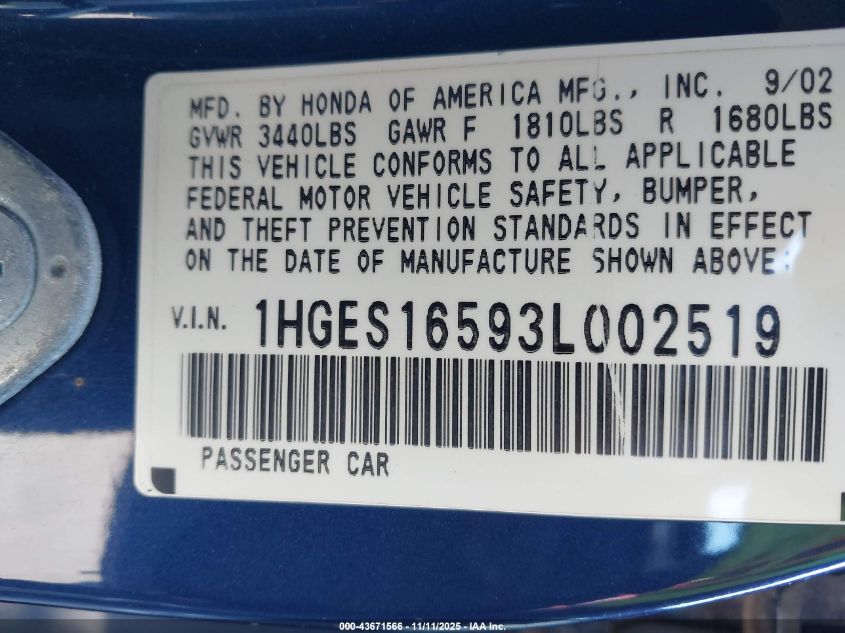 MFD. BY HONDA OF AMERICA MFG., INC. 9/02
GVWR 3440LBS GAWR F 1810LBS R 1680LBS
THIS VEHICLE CONFORMS TO ALL APPLICABLE
FEDERAL MOTOR VEHICLE SAFETY, BUMPER,
AND THEFT PREVENTION STANDARDS IN EFFECT
ON THE DATE OF MANUFACTURE SHOWN ABOVE:
V.I.N. 1HGES16593L002519
PASSENGER CAR
000-43671566 - 11/11/2025 - IAA Inc.